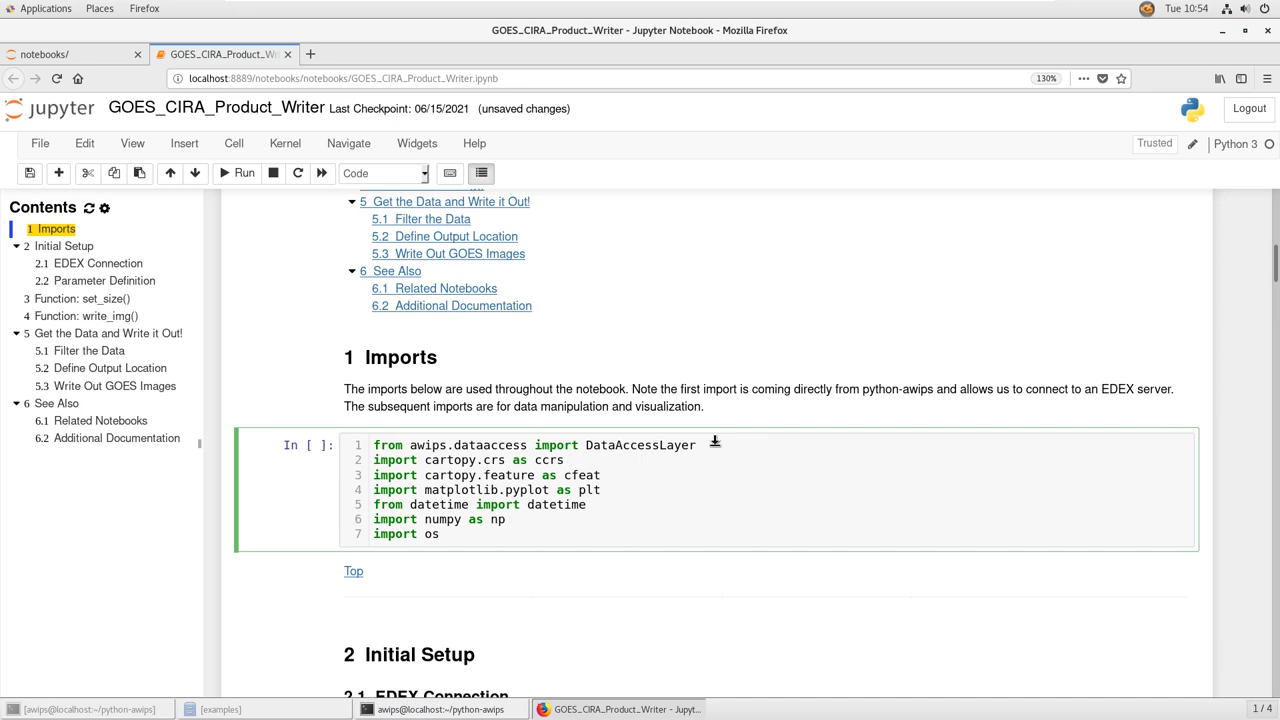 Applications Places Firefox Tue 10:54
GOES_CIRA_Product_Writer - Jupyter Notebook - Mozilla Firefox
notebooks/ GOES_CIRA_Product_Wr
localhost:8889/notebooks/notebooks/GOES_CIRA_Product_Writer.ipynb 130%
jupyter GOES_CIRA_Product_Writer Last Checkpoint: 06/15/2021 (unsaved changes) Logout
File Edit View Insert Cell Kernel Navigate Widgets Help Trusted Python 3
Run Code
Contents
1 Imports
2 Initial Setup
2.1 EDEX Connection
2.2 Parameter Definition
3 Function: set_size()
4 Function: write_img()
5 Get the Data and Write it Out!
5.1 Filter the Data
5.2 Define Output Location
5.3 Write Out GOES Images
6 See Also
6.1 Related Notebooks
6.2 Additional Documentation
5 Get the Data and Write it Out!
5.1 Filter the Data
5.2 Define Output Location
5.3 Write Out GOES Images
6 See Also
6.1 Related Notebooks
6.2 Additional Documentation
1 Imports
The imports below are used throughout the notebook. Note the first import is coming directly from python-awips and allows us to connect to an EDEX server.
The subsequent imports are for data manipulation and visualization.
In [ ]: 1 from awips.dataaccess import DataAccessLayer
2 import cartopy.crs as ccrs
3 import cartopy.feature as cfeat
4 import matplotlib.pyplot as plt
5 from datetime import datetime
6 import numpy as np
7 import os
Top
2 Initial Setup
2.1 EDEX Connection
[awips@localhost:~/python-awips] [examples] awips@localhost:~/python-awips GOES_CIRA_Product_Writer - Jupyt... 1 / 4